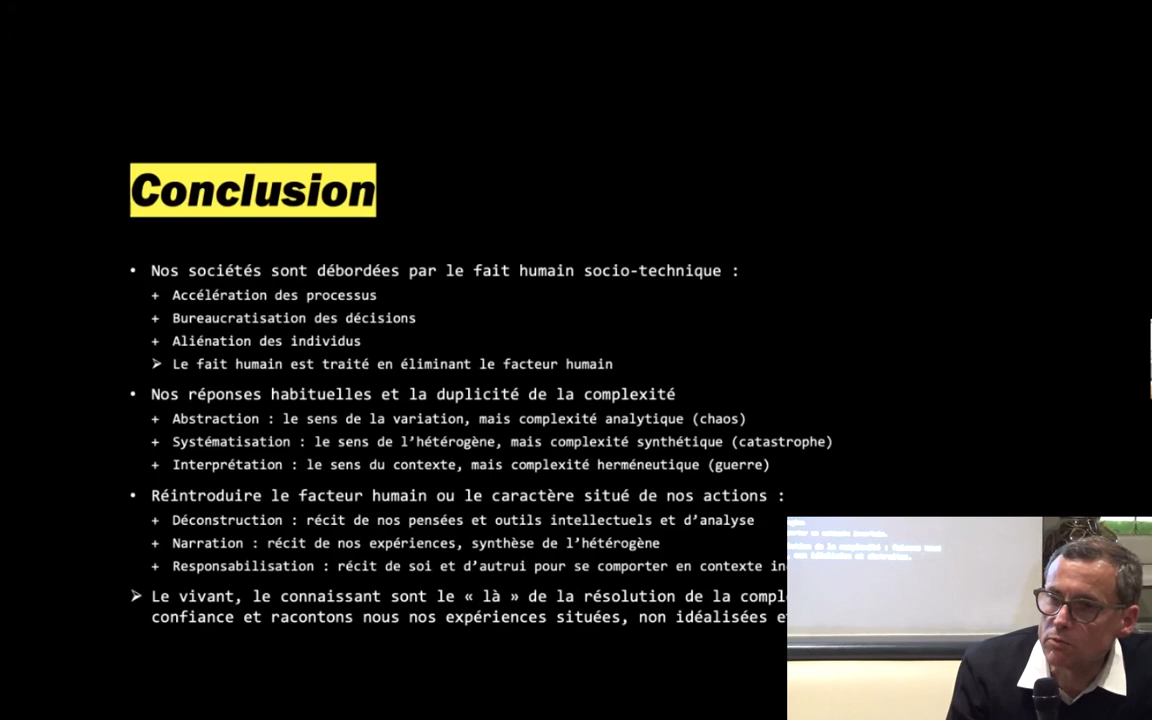 Conclusion
• Nos sociétés sont débordées par le fait humain socio-technique :
+ Accélération des processus
+ Bureaucratisation des décisions
+ Aliénation des individus
➢ Le fait humain est traité en éliminant le facteur humain
• Nos réponses habituelles et la duplicité de la complexité
+ Abstraction : le sens de la variation, mais complexité analytique (chaos)
+ Systématisation : le sens de l’hétérogène, mais complexité synthétique (catastrophe)
+ Interprétation : le sens du contexte, mais complexité herméneutique (guerre)
• Réintroduire le facteur humain ou le caractère situé de nos actions :
+ Déconstruction : récit de nos pensées et outils intellectuels et d’analyse
+ Narration : récit de nos expériences, synthèse de l’hétérogène
+ Responsabilisation : récit de soi et d’autrui pour se comporter en contexte
➢ Le vivant, le connaissant sont le « là » de la résolution de la
confiance et racontons nous nos expériences situées, non idéalisées